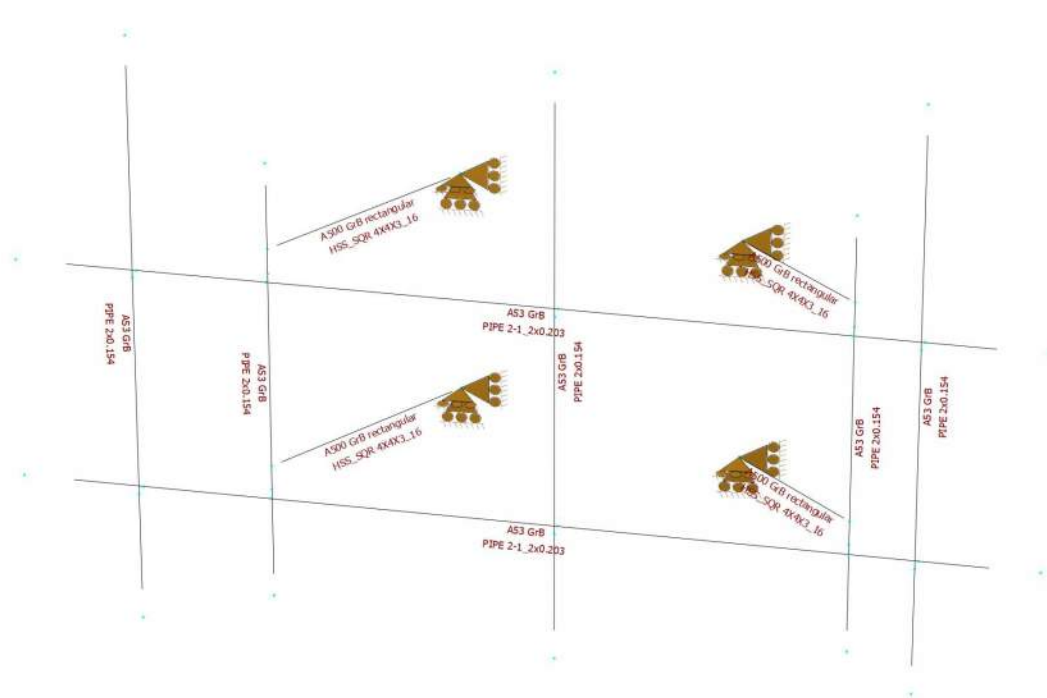 A500 GrB rectangular
HSS_SQR 4X4X3_16
A500 GrB rectangular
HSS_SQR 4X4X3_16
A53 GrB
PIPE 2-1_2x0.203
A53 GrB
PIPE 2x0.154
A53 GrB
PIPE 2x0.154
A53 GrB
PIPE 2x0.154
A53 GrB
PIPE 2x0.154
A53 GrB
PIPE 2x0.154
A500 GrB rectangular
HSS_SQR 4X4X3_16
A500 GrB rectangular
HSS_SQR 4X4X3_16
A53 GrB
PIPE 2-1_2x0.203